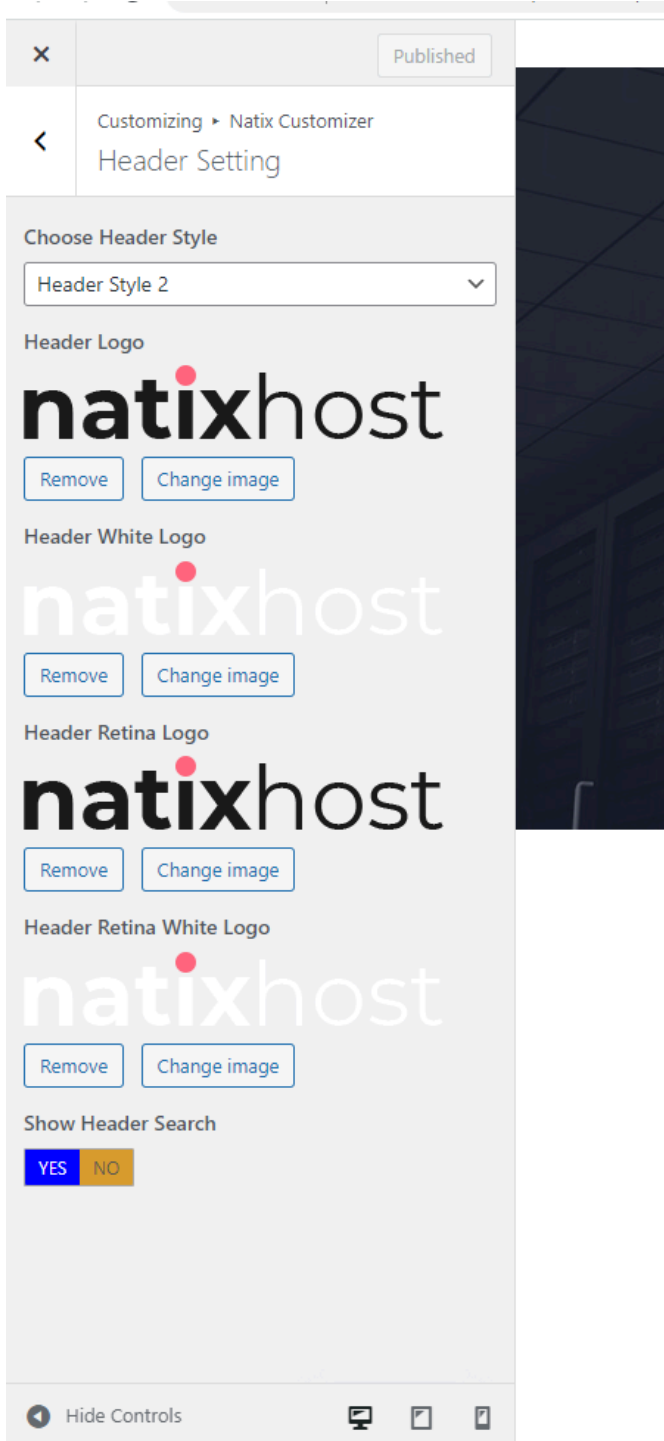 Published
Customizing ▸ Natix Customizer
Header Setting
Choose Header Style
Header Style 2
Header Logo
natixhost
Remove Change image
Header White Logo
natixhost
Remove Change image
Header Retina Logo
natixhost
Remove Change image
Header Retina White Logo
natixhost
Remove Change image
Show Header Search
YES NO
Hide Controls